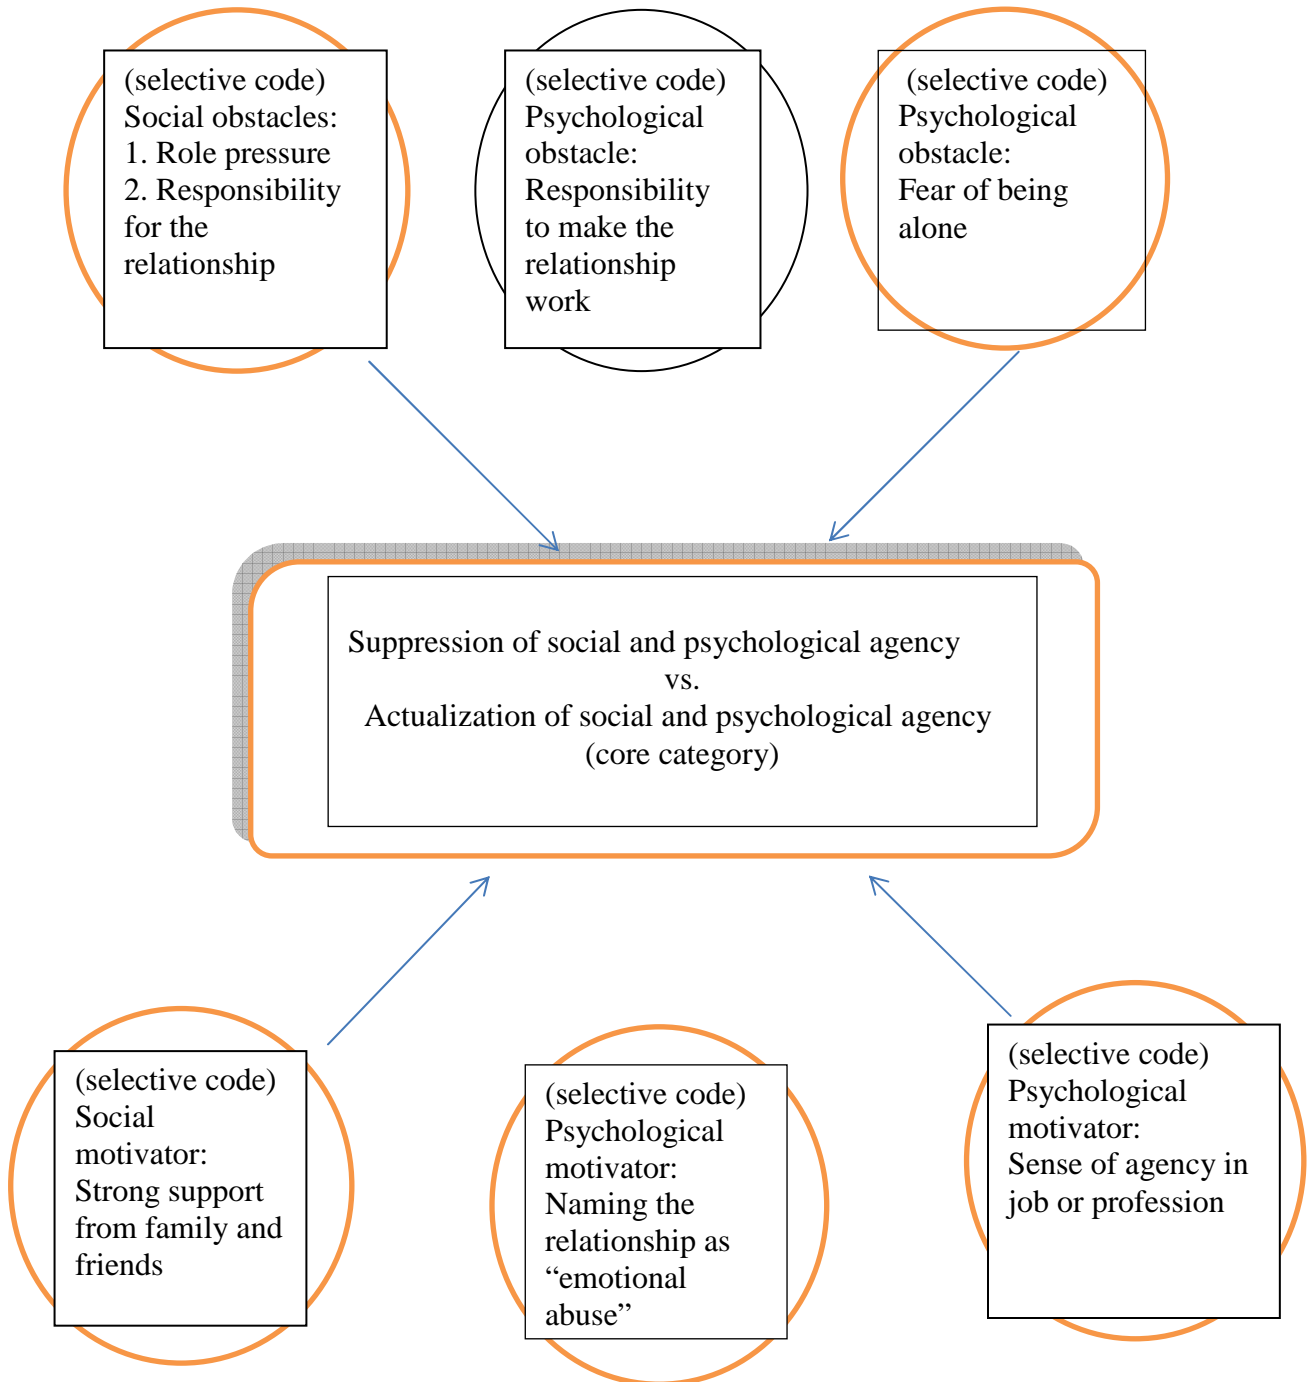 (selective code)
Social obstacles:
1. Role pressure
2. Responsibility
for the
relationship
(selective code)
Psychological
obstacle:
Responsibility
to make the
relationship
work
(selective code)
Psychological
obstacle:
Fear of being
alone
Suppression of social and psychological agency
vs.
Actualization of social and psychological agency
(core category)
(selective code)
Social
motivator:
Strong support
from family and
friends
(selective code)
Psychological
motivator:
Naming the
relationship as
“emotional
abuse”
(selective code)
Psychological
motivator:
Sense of agency in
job or profession